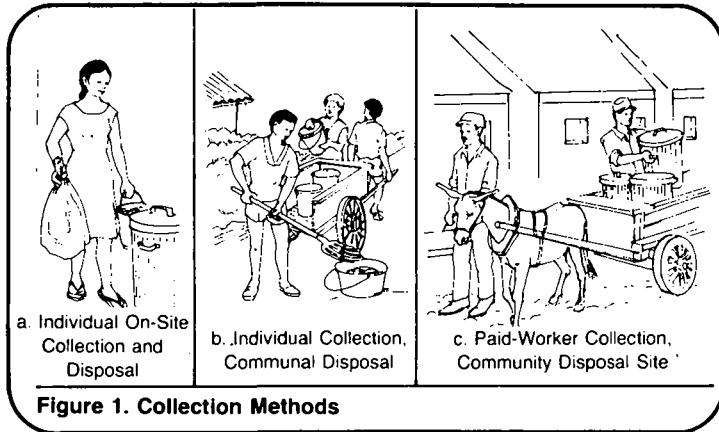 a. Individual On-Site
Collection and
Disposal
b. Individual Collection,
Communal Disposal
c. Paid-Worker Collection,
Community Disposal Site
Figure 1. Collection Methods